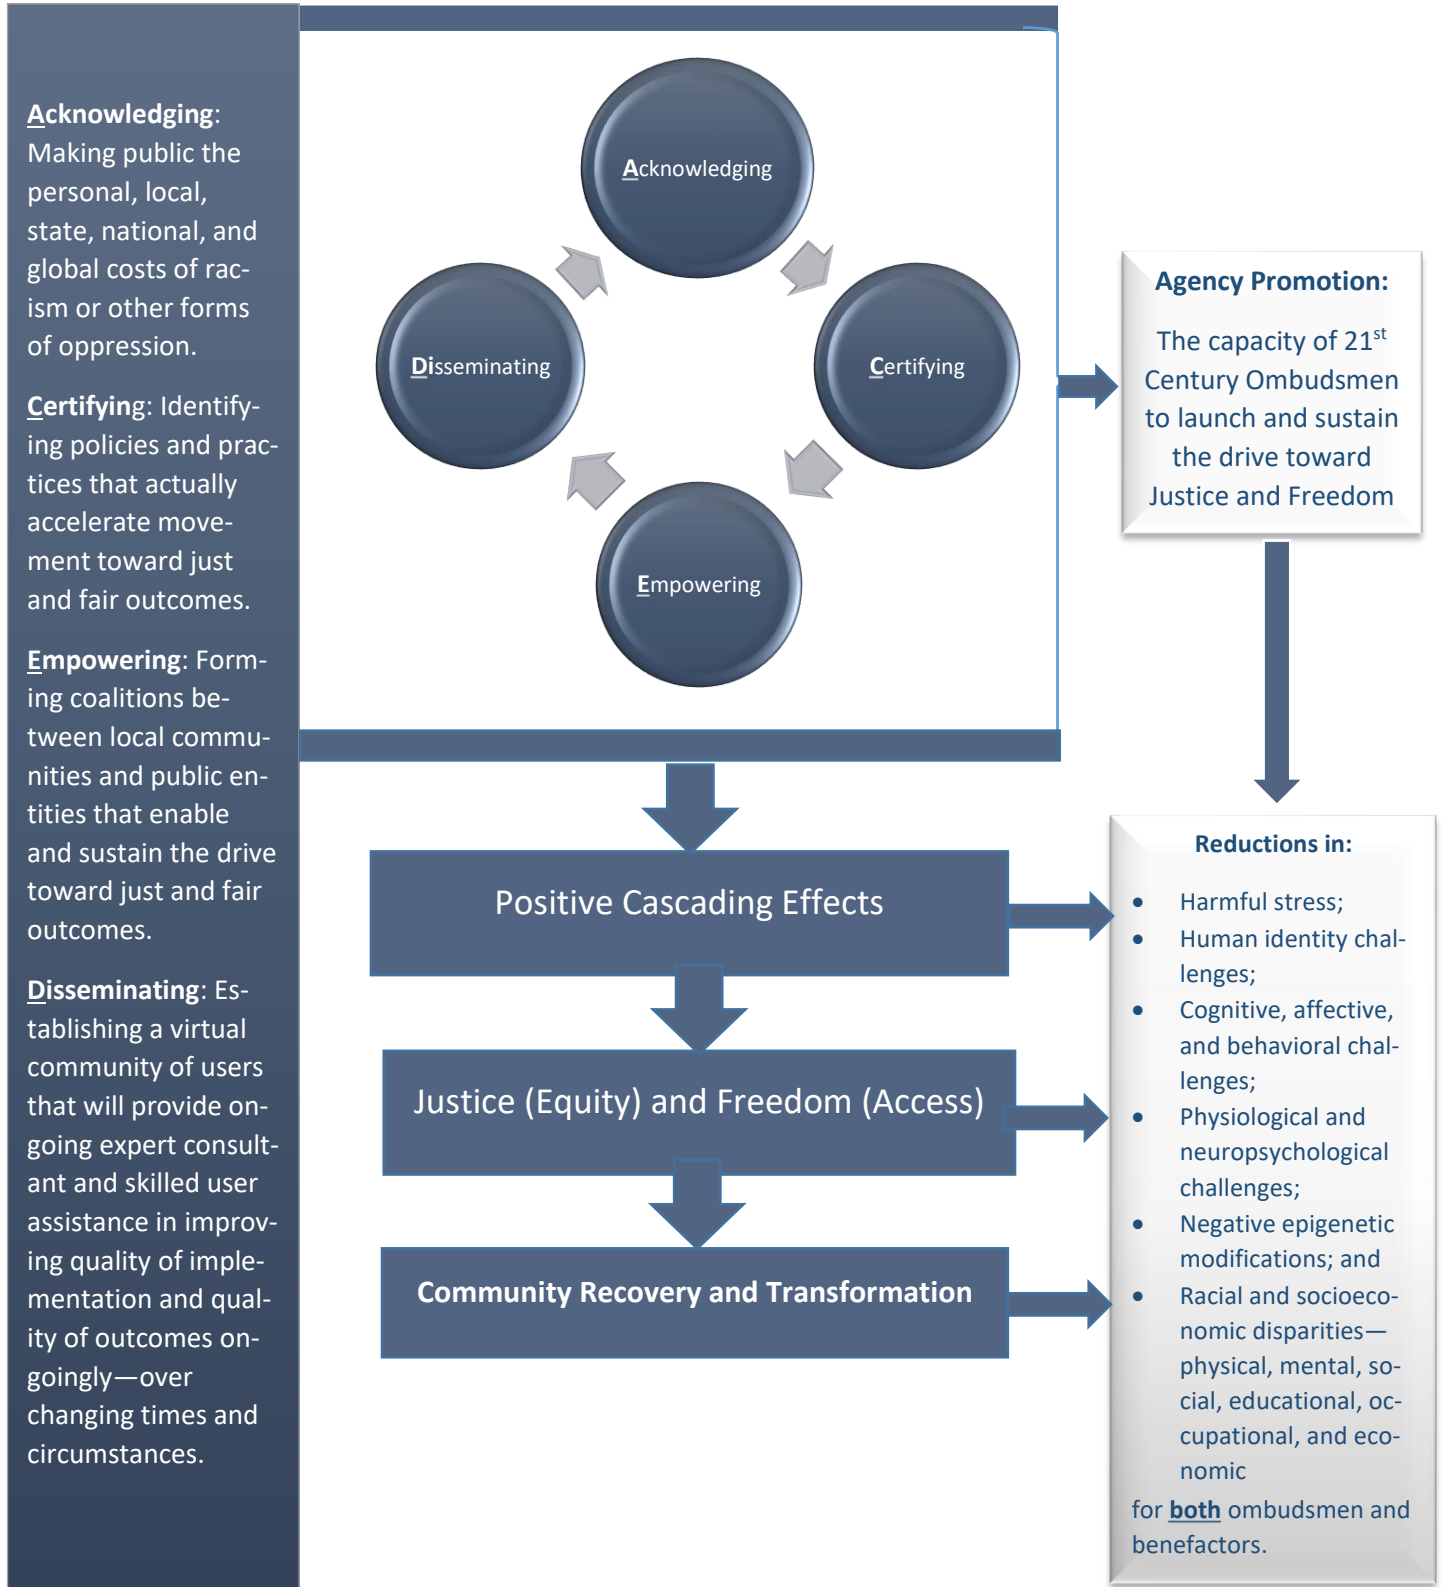 Acknowledging:
Making public the
personal, local,
state, national, and
global costs of rac-
ism or other forms
of oppression.
Certifying: Identify-
ing policies and prac-
tices that actually
accelerate move-
ment toward just
and fair outcomes.
Empowering: Form-
ing coalitions be-
tween local commu-
nities and public en-
tities that enable
and sustain the drive
toward just and fair
outcomes.
Disseminating: Es-
tablishing a virtual
community of users
that will provide on-
going expert consult-
ant and skilled user
assistance in improv-
ing quality of imple-
mentation and qual-
ity of outcomes on-
goingly—over
changing times and
circumstances.
Acknowledging
Certifying
Empowering
Disseminating
Agency Promotion:
The capacity of 21st
Century Ombudsmen
to launch and sustain
the drive toward
Justice and Freedom
Positive Cascading Effects
Justice (Equity) and Freedom (Access)
Community Recovery and Transformation
Reductions in:
• Harmful stress;
• Human identity chal-
lenges;
• Cognitive, affective,
and behavioral chal-
lenges;
• Physiological and
neuropsychological
challenges;
• Negative epigenetic
modifications; and
• Racial and socioeco-
nomic disparities—
physical, mental, so-
cial, educational, oc-
cupational, and eco-
nomic
for both ombudsmen and
benefactors.